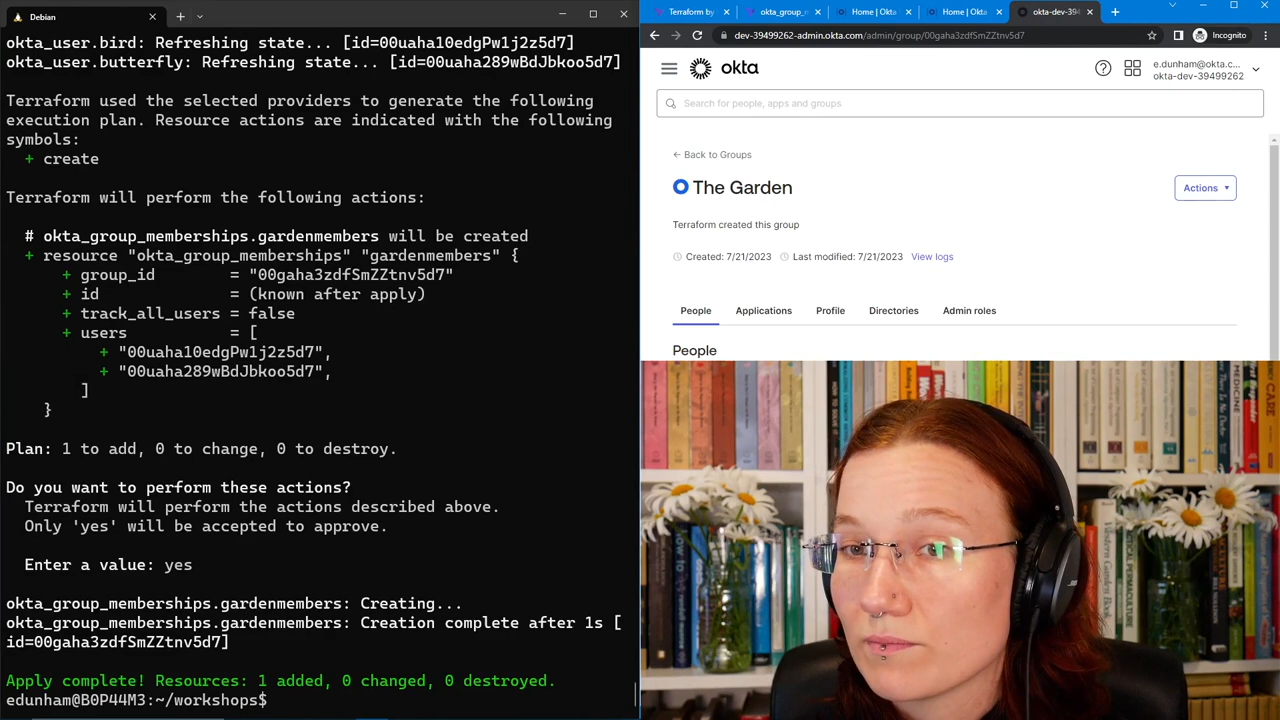 Debian
okta_user.bird: Refreshing state... [id=00uaha10edgPw1j2z5d7]
okta_user.butterfly: Refreshing state... [id=00uaha289wBdJbkoo5d7]
Terraform used the selected providers to generate the following
execution plan. Resource actions are indicated with the following
symbols:
+ create
Terraform will perform the following actions:
# okta_group_memberships.gardenmembers will be created
+ resource "okta_group_memberships" "gardenmembers" {
+ group_id = "00gaha3zdfSmZZtnv5d7"
+ id = (known after apply)
+ track_all_users = false
+ users = [
+ "00uaha10edgPw1j2z5d7",
+ "00uaha289wBdJbkoo5d7",
]
}
Plan: 1 to add, 0 to change, 0 to destroy.
Do you want to perform these actions?
Terraform will perform the actions described above.
Only 'yes' will be accepted to approve.
Enter a value: yes
okta_group_memberships.gardenmembers: Creating...
okta_group_memberships.gardenmembers: Creation complete after 1s [
id=00gaha3zdfSmZZtnv5d7]
Apply complete! Resources: 1 added, 0 changed, 0 destroyed.
edunham@B0P44M3:~/workshops$
Terraform by
okta_group_m
Home | Okta
Home | Okta
okta-dev-394
dev-39499262-admin.okta.com/admin/group/00gaha3zdfSmZZtnv5d7
Incognito
okta
e.dunham@okta.c...
okta-dev-39499262
Search for people, apps and groups
← Back to Groups
The Garden
Actions
Terraform created this group
Created: 7/21/2023 Last modified: 7/21/2023 View logs
People Applications Profile Directories Admin roles
People